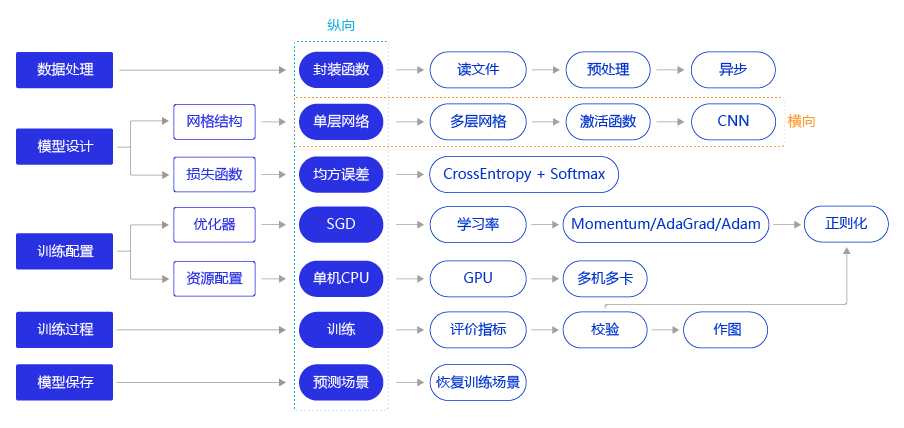 纵向
数据处理
封装函数
读文件
预处理
异步
模型设计
网格结构
单层网络
多层网格
激活函数
CNN
横向
损失函数
均方误差
CrossEntropy + Softmax
训练配置
优化器
SGD
学习率
Momentum/AdaGrad/Adam
正则化
资源配置
单机CPU
GPU
多机多卡
训练过程
训练
评价指标
校验
作图
模型保存
预测场景
恢复训练场景